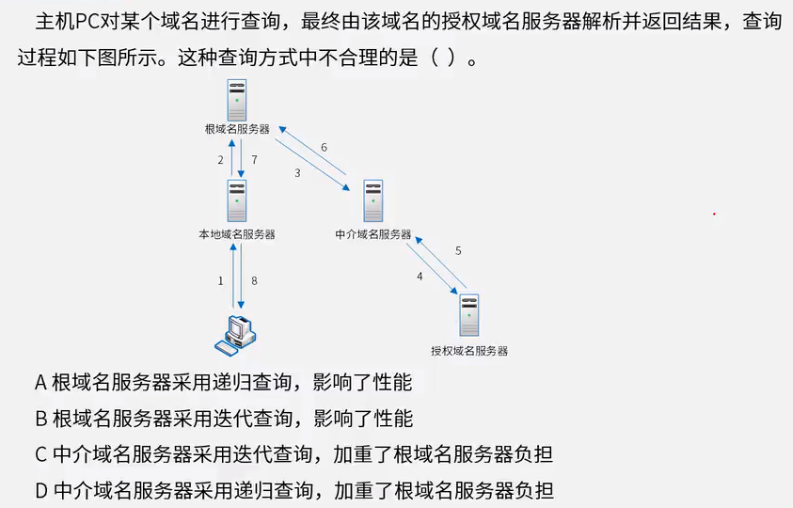 主机PC对某个域名进行查询，最终由该域名的授权域名服务器解析并返回结果，查询
过程如下图所示。这种查询方式中不合理的是（ ）。
根域名服务器
2
7
3
6
本地域名服务器
中介域名服务器
1
8
4
5
授权域名服务器
A 根域名服务器采用递归查询，影响了性能
B 根域名服务器采用迭代查询，影响了性能
C 中介域名服务器采用迭代查询，加重了根域名服务器负担
D 中介域名服务器采用递归查询，加重了根域名服务器负担